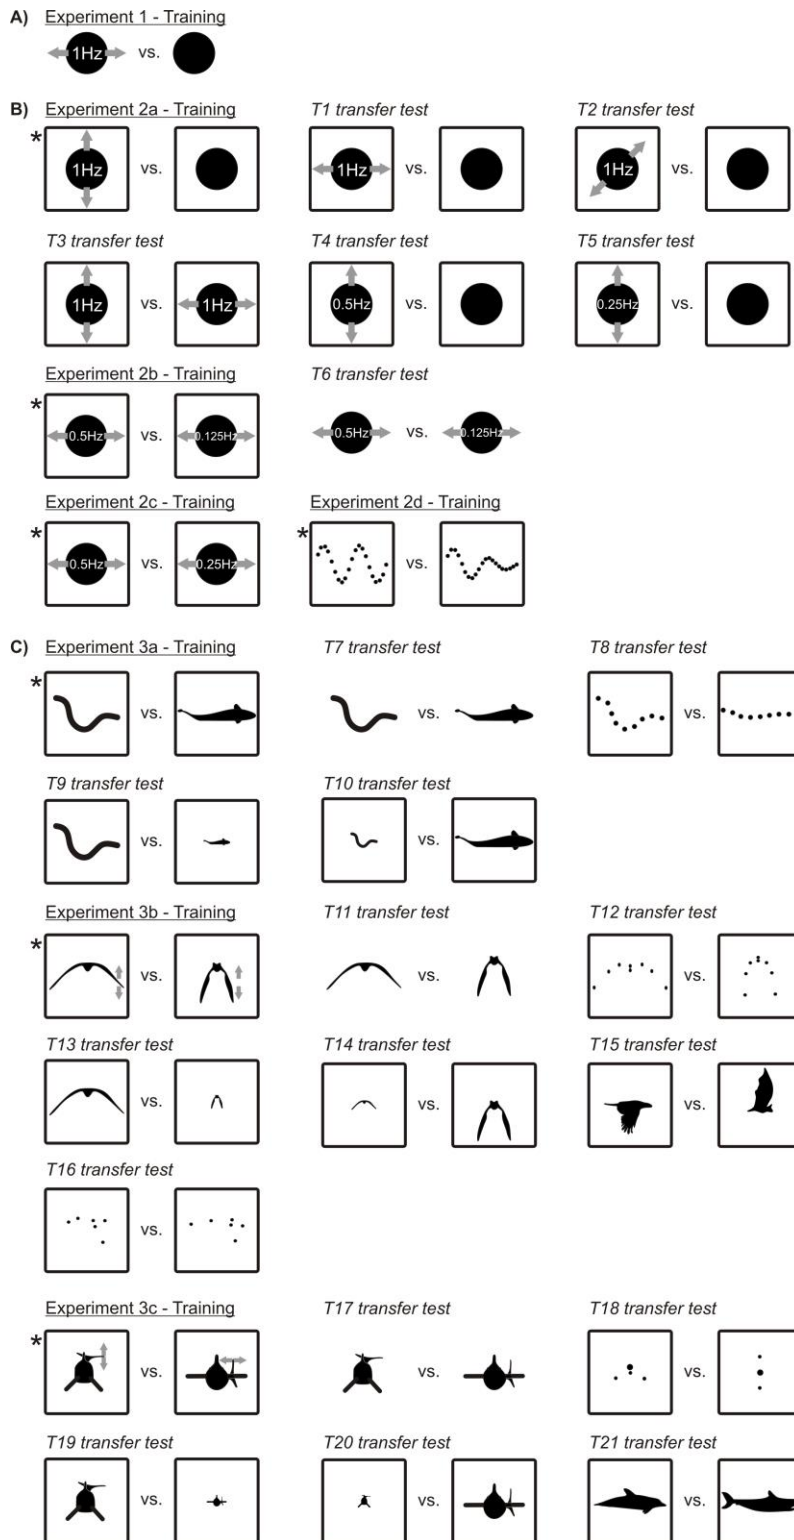 A) Experiment 1 - Training
1Hz vs.
B) Experiment 2a - Training T1 transfer test T2 transfer test
* 1Hz vs. 1Hz vs. 1Hz vs.
T3 transfer test T4 transfer test T5 transfer test
1Hz vs. 1Hz 0.5Hz vs. 0.25Hz vs.
Experiment 2b - Training T6 transfer test
* 0.5Hz vs. 0.125Hz 0.5Hz vs. 0.125Hz
Experiment 2c - Training Experiment 2d - Training
* 0.5Hz vs. 0.25Hz * vs.
C) Experiment 3a - Training T7 transfer test T8 transfer test
* vs. vs. vs.
T9 transfer test T10 transfer test
vs. vs.
Experiment 3b - Training T11 transfer test T12 transfer test
* vs. vs. vs.
T13 transfer test T14 transfer test T15 transfer test
vs. vs. vs.
T16 transfer test
vs.
Experiment 3c - Training T17 transfer test T18 transfer test
* vs. vs. vs.
T19 transfer test T20 transfer test T21 transfer test
vs. vs. vs.